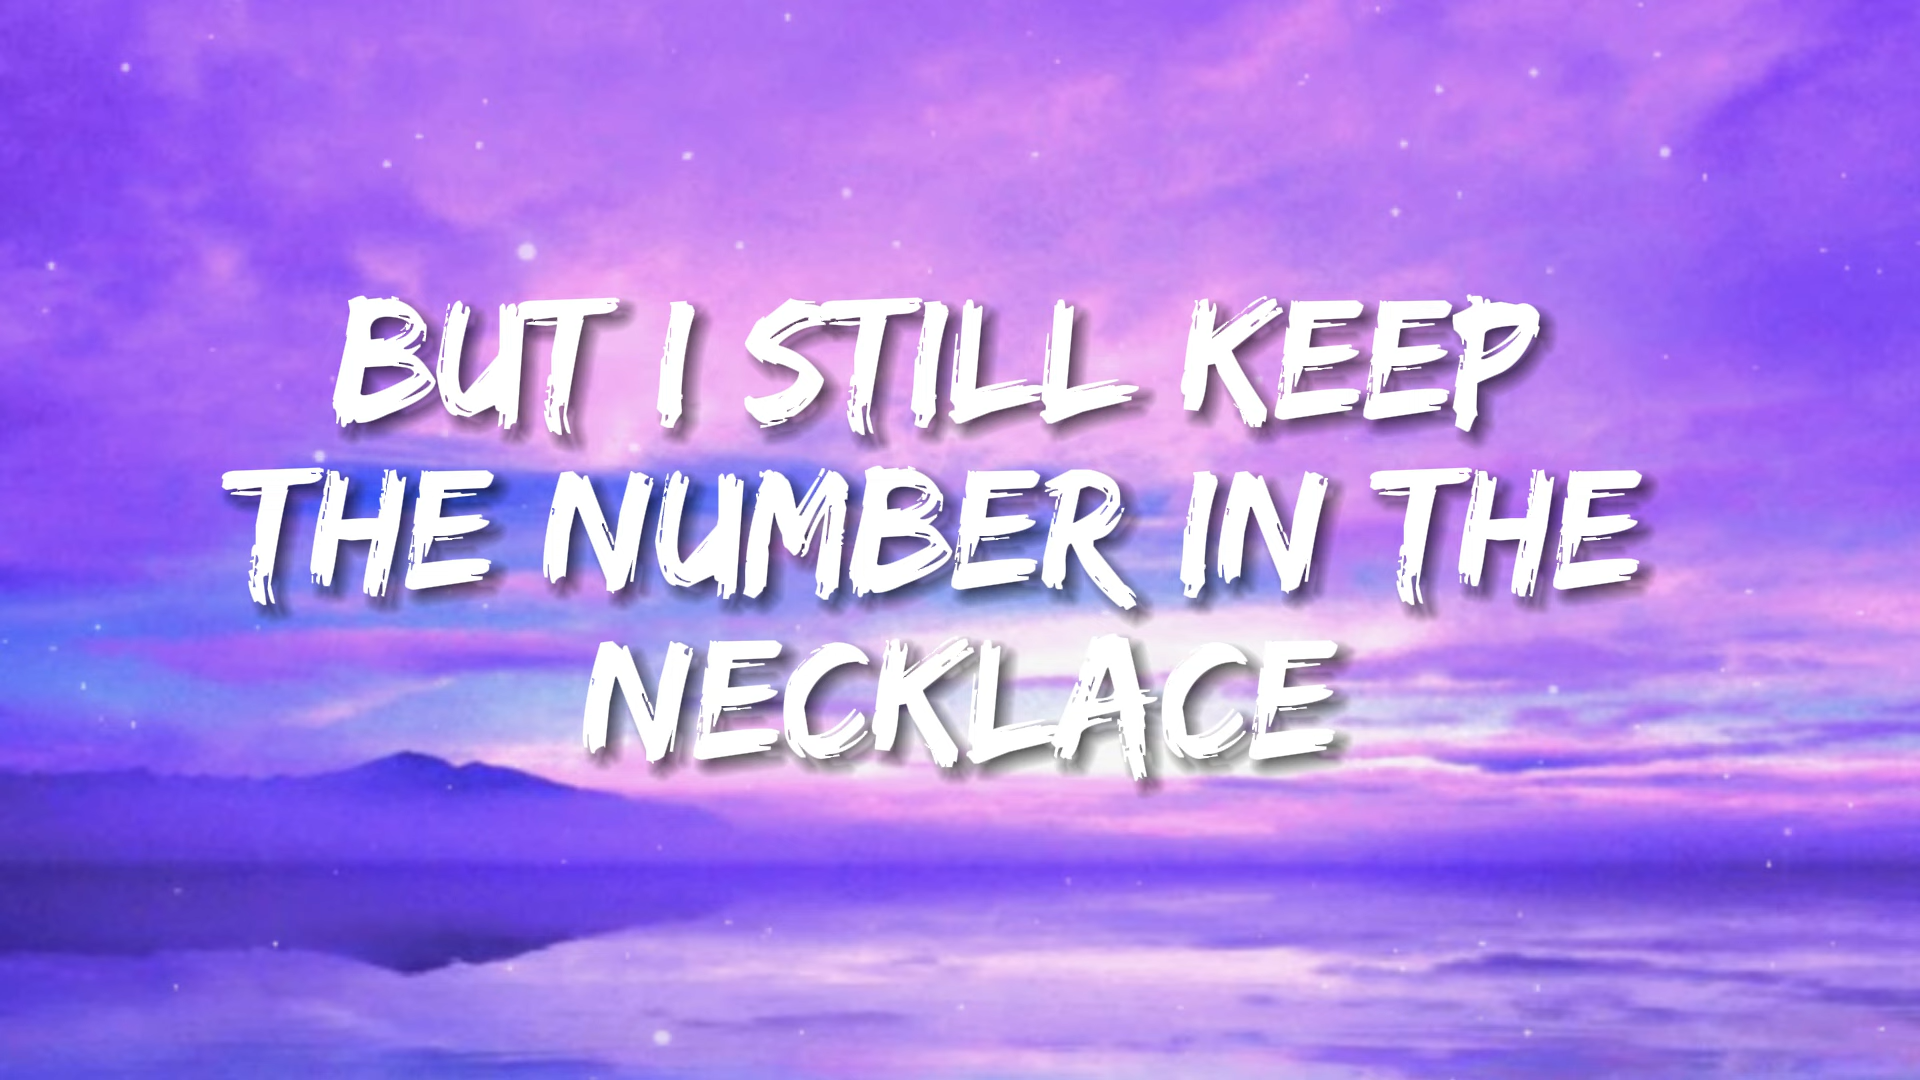 BUT I STILL KEEP
THE NUMBER IN THE
NECKLACE